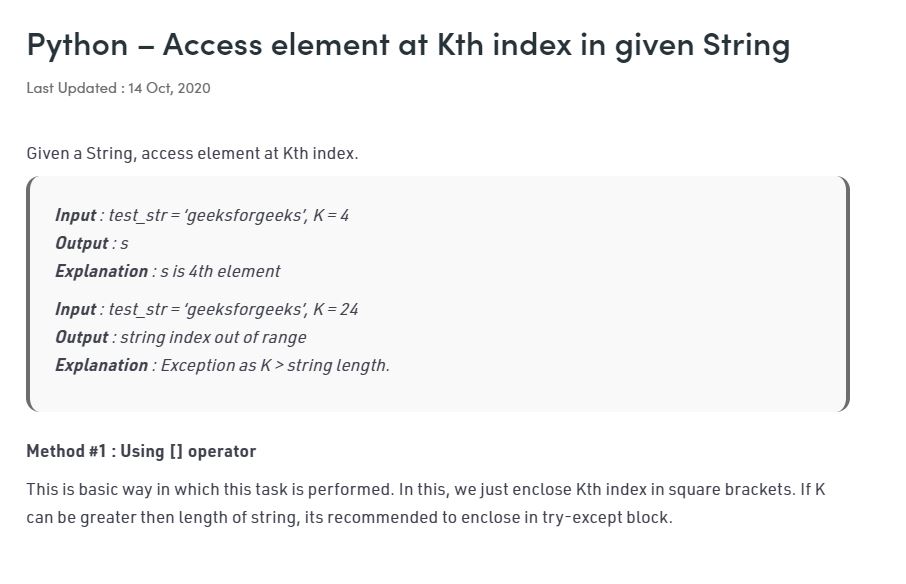 Python – Access element at Kth index in given String
Last Updated : 14 Oct, 2020
Given a String, access element at Kth index.
Input : test_str = ‘geeksforgeeks’, K = 4
Output : s
Explanation : s is 4th element
Input : test_str = ‘geeksforgeeks’, K = 24
Output : string index out of range
Explanation : Exception as K > string length.
Method #1 : Using [] operator
This is basic way in which this task is performed. In this, we just enclose Kth index in square brackets. If K
can be greater then length of string, its recommended to enclose in try-except block.